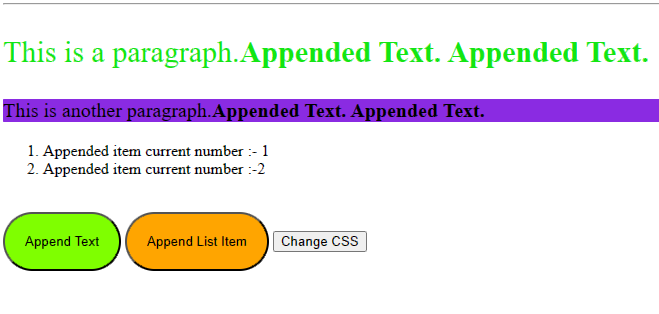 This is a paragraph.Appended Text. Appended Text.
This is another paragraph.Appended Text. Appended Text.
1. Appended item current number :- 1
2. Appended item current number :-2
Append Text Append List Item Change CSS